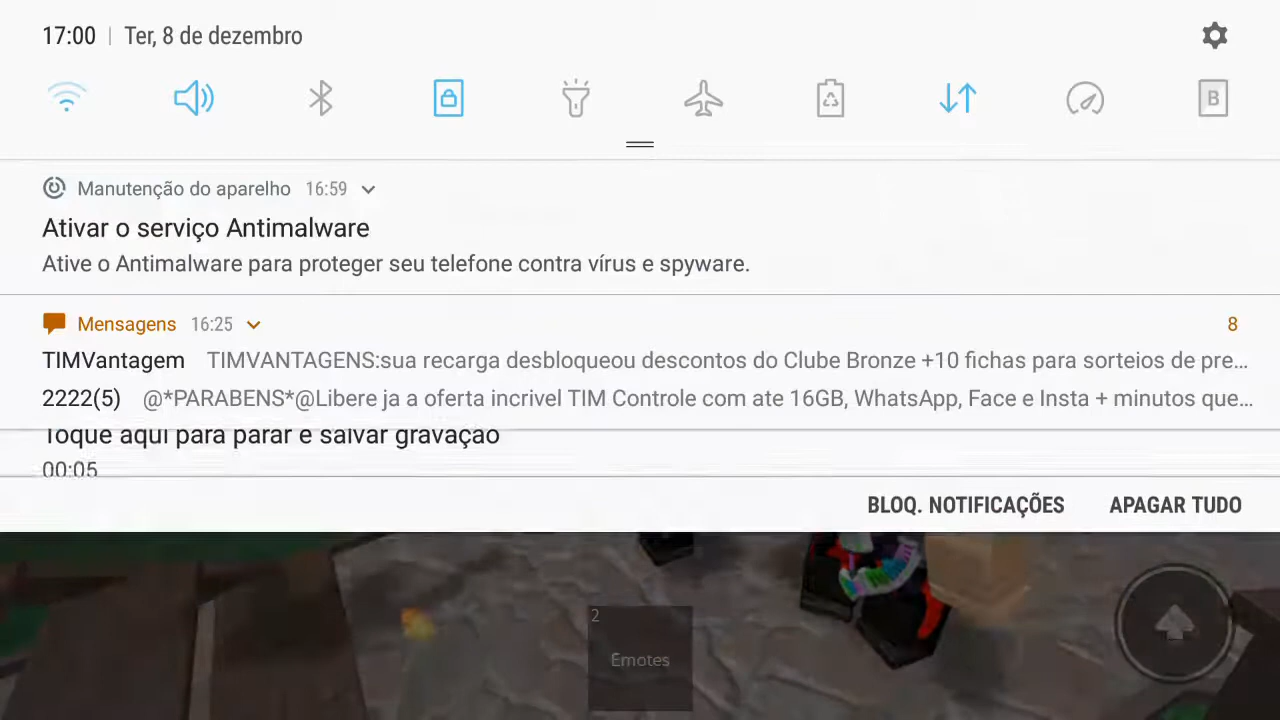 17:00 | Ter, 8 de dezembro
B
Manutenção do aparelho 16:59
Ativar o serviço Antimalware
Ative o Antimalware para proteger seu telefone contra vírus e spyware.
Mensagens 16:25 8
TIMVantagem TIMVANTAGENS:sua recarga desbloqueou descontos do Clube Bronze +10 fichas para sorteios de pre...
2222(5) @*PARABENS*@Libere ja a oferta incrivel TIM Controle com ate 16GB, WhatsApp, Face e Insta + minutos que...
Toque aqui para parar e salvar gravação
00:05
BLOQ. NOTIFICAÇÕES APAGAR TUDO
2
Emotes